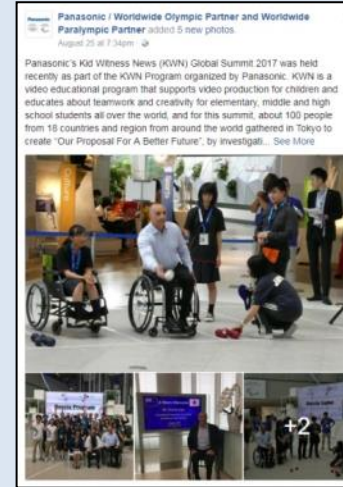 Panasonic / Worldwide Olympic Partner and Worldwide
Paralympic Partner added 5 new photos.
August 25 at 7:34pm
Panasonic's Kid Witness News (KWN) Global Summit 2017 was held
recently as part of the KWN Program organized by Panasonic. KWN is a
video educational program that supports video production for children and
educates about teamwork and creativity for elementary, middle and high
school students all over the world, and for this summit, about 100 people
from 16 countries and region from around the world gathered in Tokyo to
create "Our Proposal For A Better Future", by investigati... See More
+2